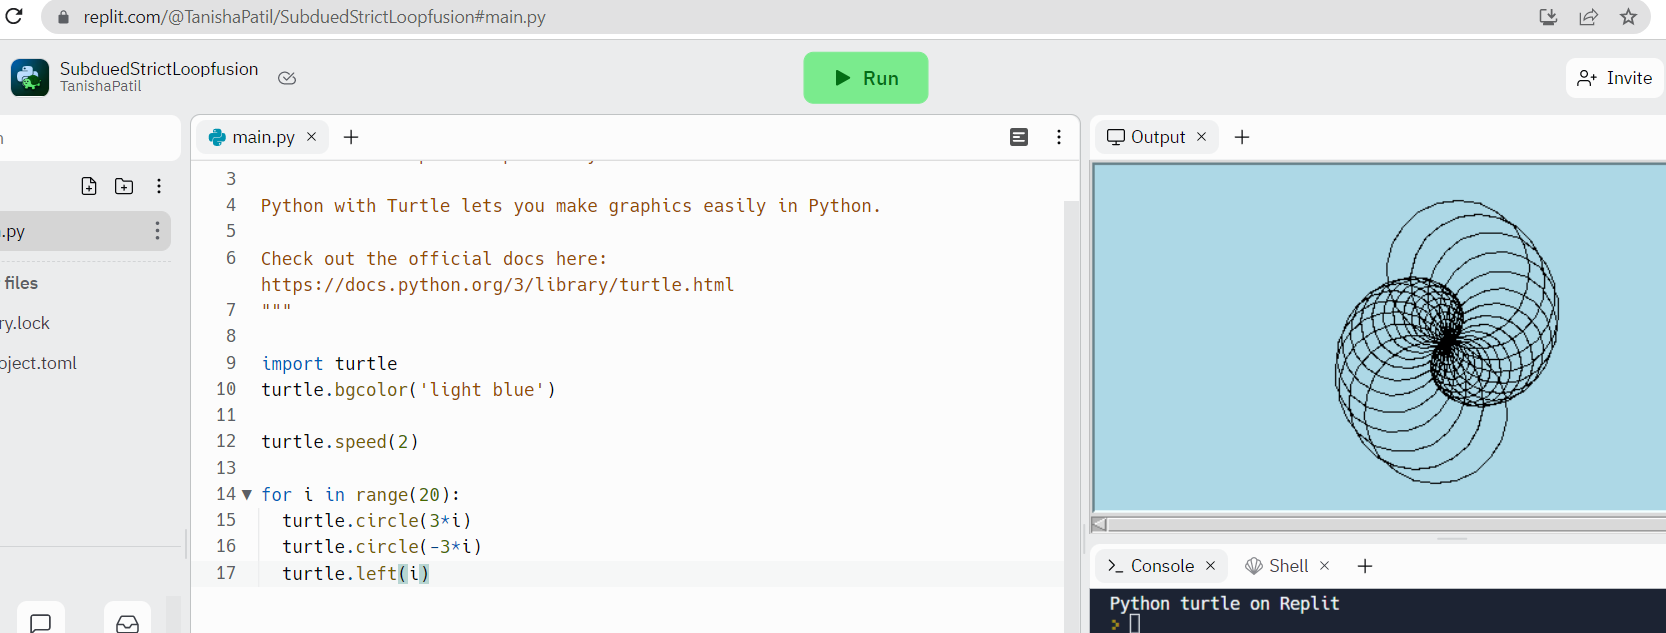 replit.com/@TanishaPatil/SubduedStrictLoopfusion#main.py
SubduedStrictLoopfusion
TanishaPatil
Run
Invite
main.py
Output
3
4 Python with Turtle lets you make graphics easily in Python.
5
6 Check out the official docs here:
https://docs.python.org/3/library/turtle.html
7 """
8
9 import turtle
10 turtle.bgcolor('light blue')
11
12 turtle.speed(2)
13
14 for i in range(20):
15 turtle.circle(3*i)
16 turtle.circle(-3*i)
17 turtle.left(i)
.py
files
ry.lock
oject.toml
Console
Shell
Python turtle on Replit
>